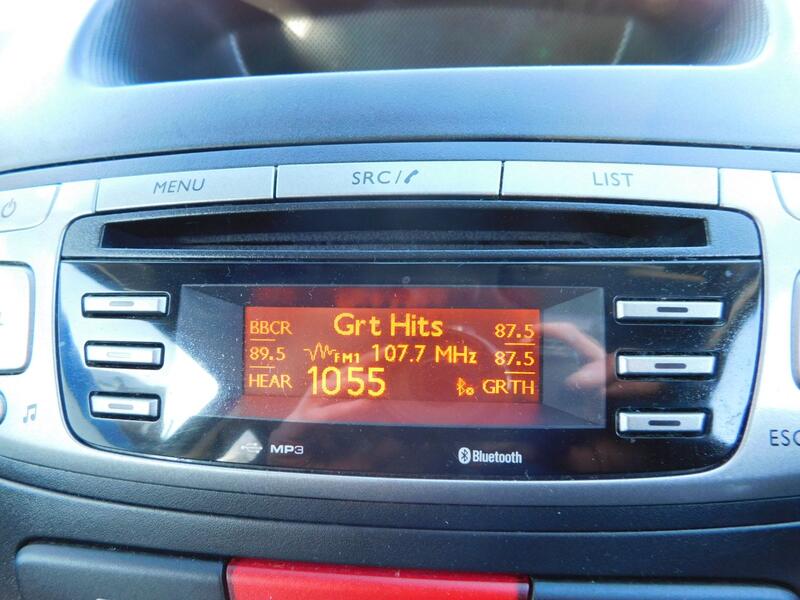 MENU SRC/ LIST
BBCR Grt Hits 87.5
89.5 FM1 107.7 MHz 87.5
HEAR 1055 GRTH
MP3 Bluetooth
ESC